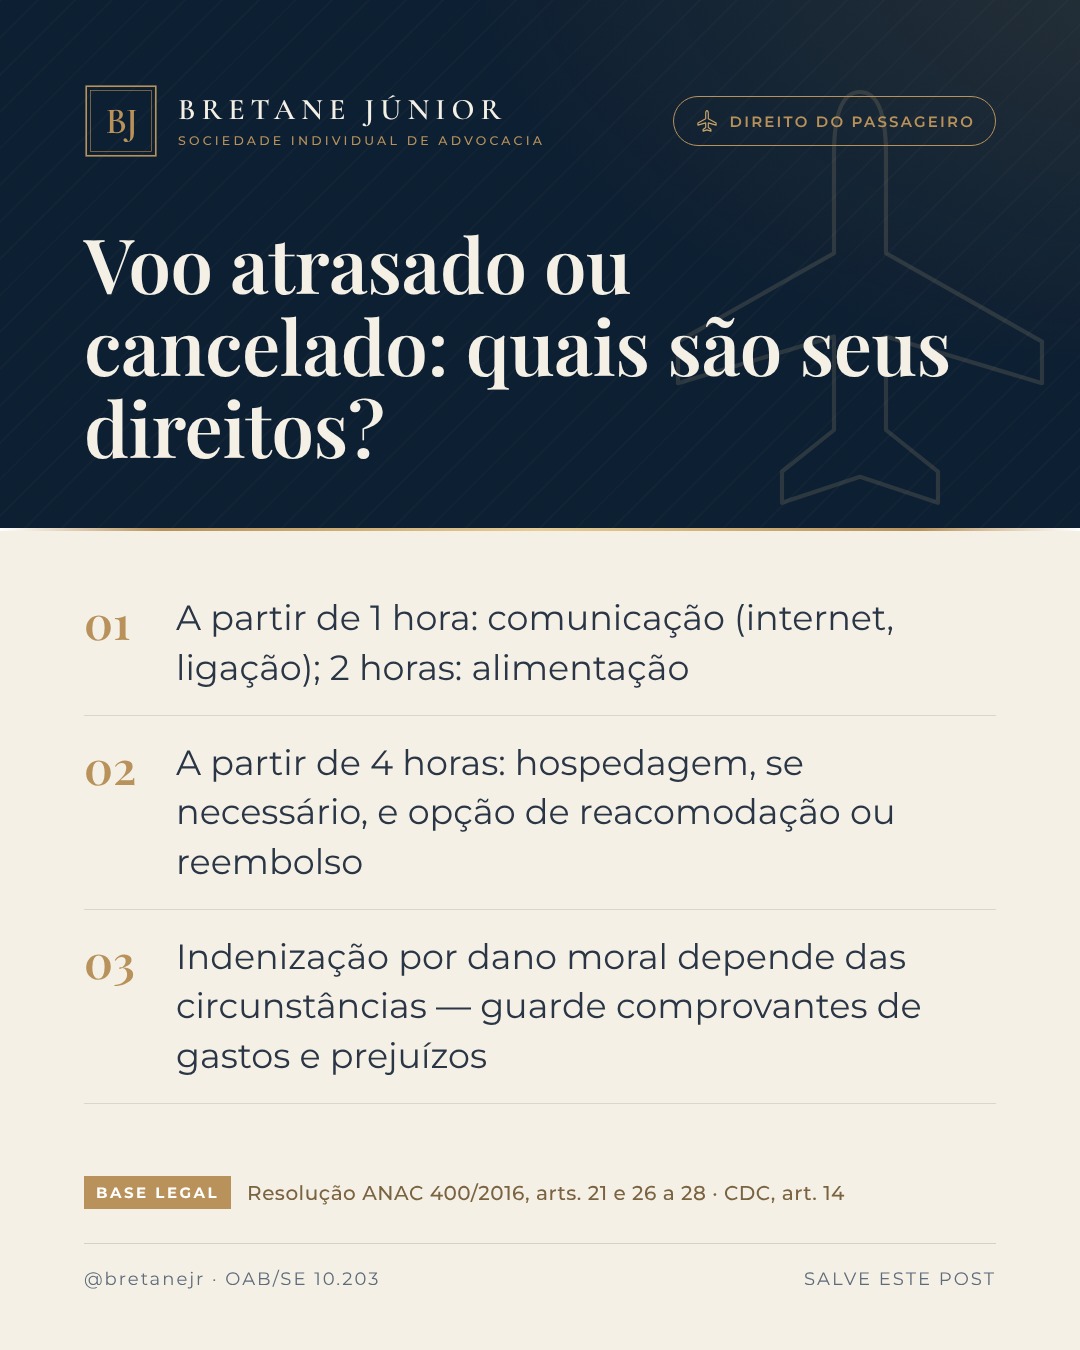 BJ
BRETANE JÚNIOR
SOCIEDADE INDIVIDUAL DE ADVOCACIA
DIREITO DO PASSAGEIRO
Voo atrasado ou
cancelado: quais são seus
direitos?
01
A partir de 1 hora: comunicação (internet,
ligação); 2 horas: alimentação
02
A partir de 4 horas: hospedagem, se
necessário, e opção de reacomodação ou
reembolso
03
Indenização por dano moral depende das
circunstâncias — guarde comprovantes de
gastos e prejuízos
BASE LEGAL Resolução ANAC 400/2016, arts. 21 e 26 a 28 · CDC, art. 14
@bretanejr · OAB/SE 10.203
SALVE ESTE POST